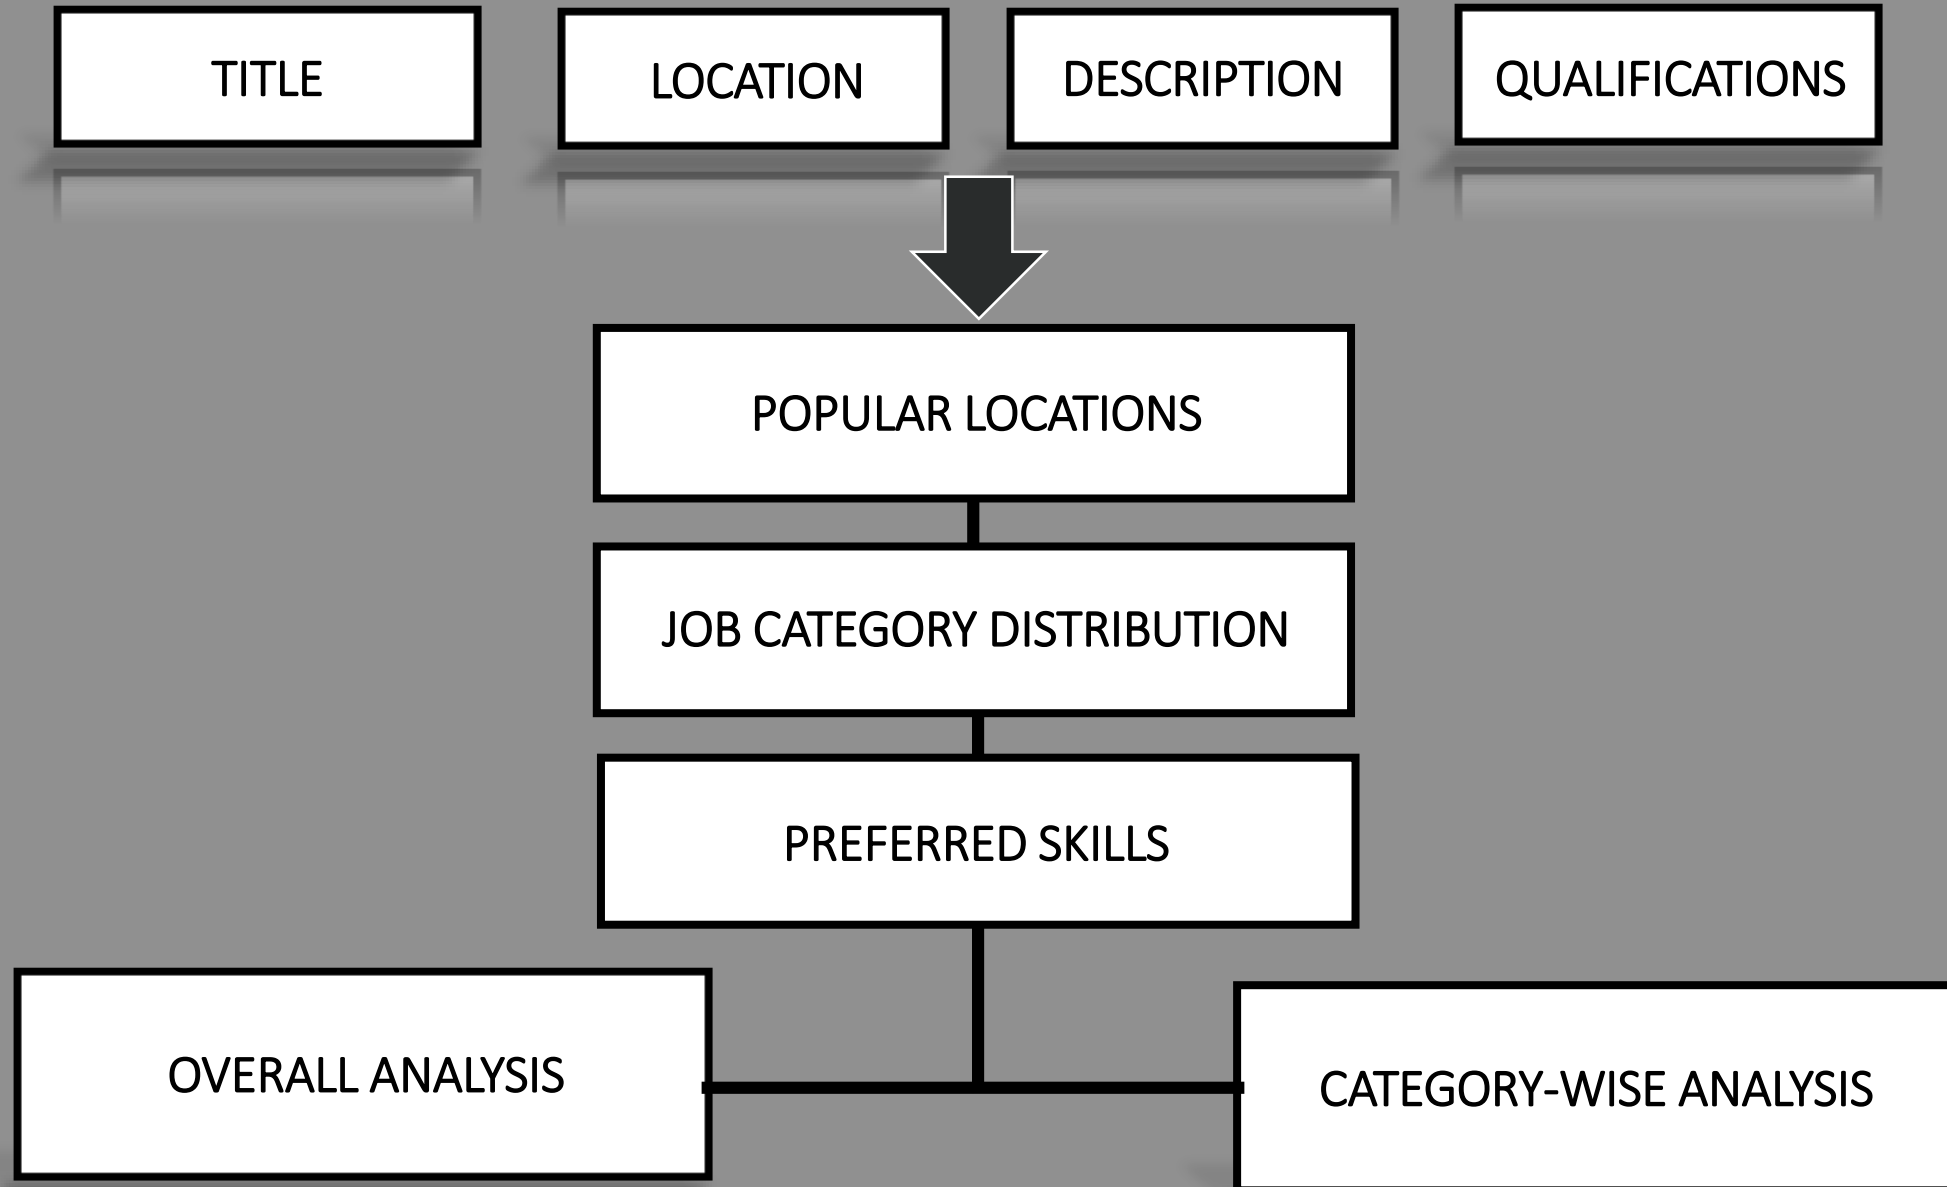 TITLE
LOCATION
DESCRIPTION
QUALIFICATIONS
POPULAR LOCATIONS
JOB CATEGORY DISTRIBUTION
PREFERRED SKILLS
OVERALL ANALYSIS
CATEGORY-WISE ANALYSIS